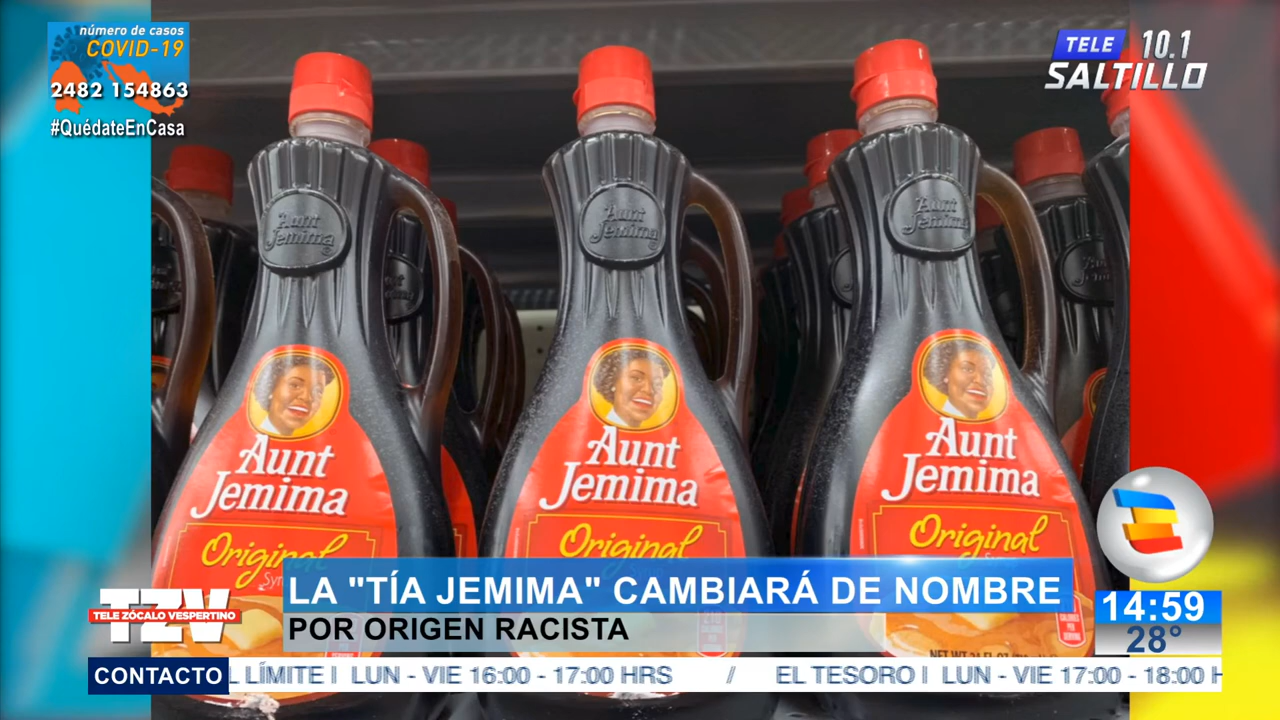 número de casos
COVID-19
2482 154863
#QuédateEnCasa
TELE 10.1
SALTILLO
Aunt
Jemima
Aunt
Jemima
Aunt
Jemima
Aunt
Jemima
Original
Aunt
Jemima
Original
Aunt
Jemima
Original
LA "TÍA JEMIMA" CAMBIARÁ DE NOMBRE
POR ORIGEN RACISTA
TZV
TELE ZÓCALO VESPERTINO
14:59
28°
CONTACTO
L LÍMITE | LUN - VIE 16:00 - 17:00 HRS / EL TESORO | LUN - VIE 17:00 - 18:00 H